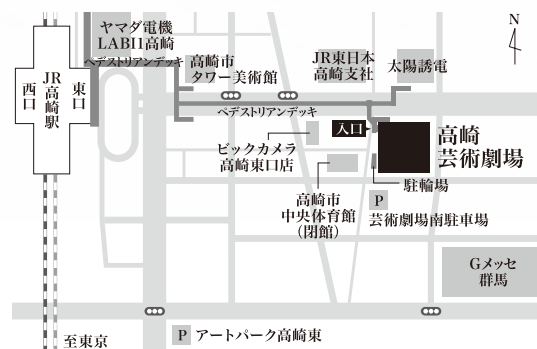 ヤマダ電機
LABI1高崎
ペデストリアンデッキ
高崎市
タワー美術館
JR東日本
高崎支社
太陽誘電
N
西口
JR高崎駅
東口
ペデストリアンデッキ
入口
高崎
芸術劇場
ビックカメラ
高崎東口店
駐輪場
高崎市
中央体育館
(閉館)
P
芸術劇場南駐車場
Gメッセ
群馬
P アートパーク高崎東
至東京